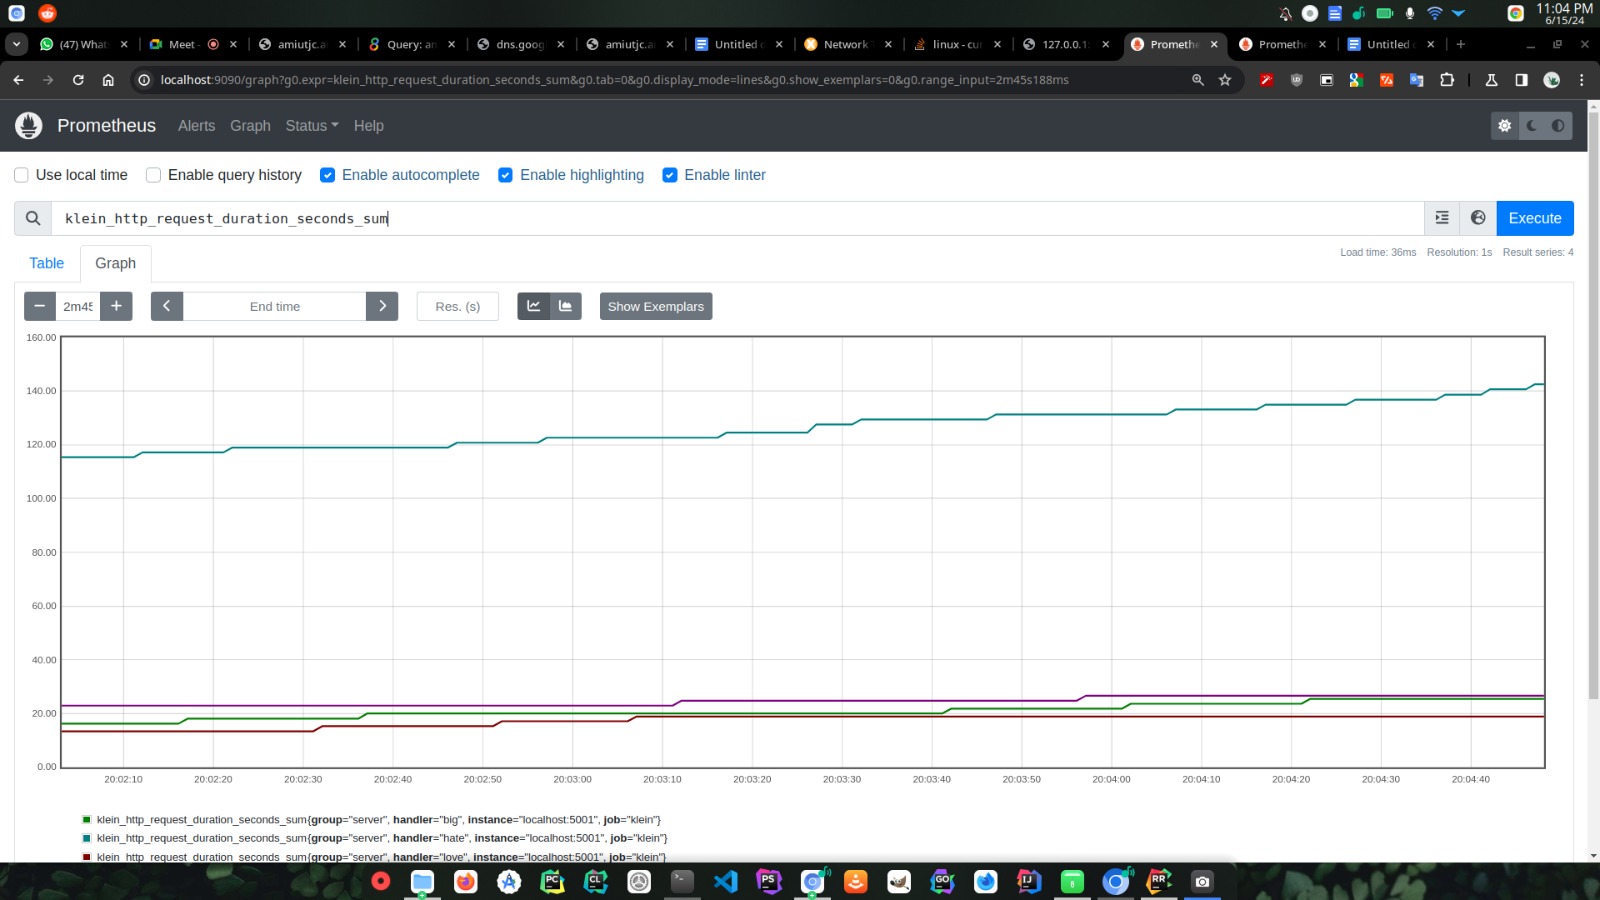 11:04 PM
6/15/24
(47) What
Meet -
amiutjc.a
Query: an
dns.goog
amiutjc.a
Untitled
Network
linux - cu
127.0.0.1:
Prometh
Prometh
Untitled
localhost:9090/graph?g0.expr=klein_http_request_duration_seconds_sum&g0.tab=0&g0.display_mode=lines&g0.show_exemplars=0&g0.range_input=2m45s188ms
Prometheus Alerts Graph Status Help
Use local time Enable query history Enable autocomplete Enable highlighting Enable linter
klein_http_request_duration_seconds_sum Execute
Load time: 36ms Resolution: 1s Result series: 4
Table Graph
2m45 End time Res. (s) Show Exemplars
160.00
140.00
120.00
100.00
80.00
60.00
40.00
20.00
0.00
20:02:10 20:02:20 20:02:30 20:02:40 20:02:50 20:03:00 20:03:10 20:03:20 20:03:30 20:03:40 20:03:50 20:04:00 20:04:10 20:04:20 20:04:30 20:04:40
klein_http_request_duration_seconds_sum{group="server", handler="big", instance="localhost:5001", job="klein"}
klein_http_request_duration_seconds_sum{group="server", handler="hate", instance="localhost:5001", job="klein"}
klein_http_request_duration_seconds_sum{group="server", handler="love", instance="localhost:5001", job="klein"}
PC CL PS GO IJ RR